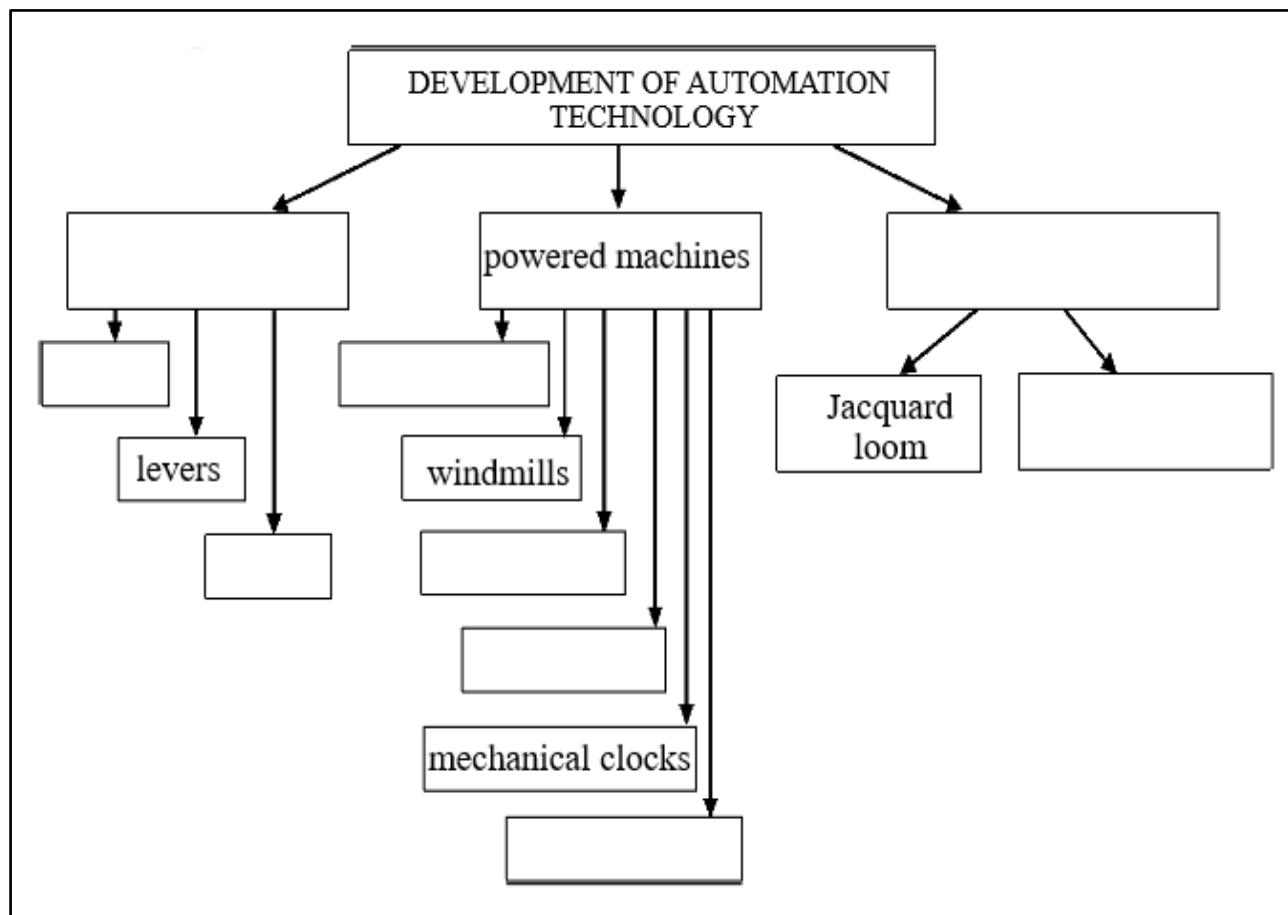 DEVELOPMENT OF AUTOMATION
TECHNOLOGY
powered machines
Jacquard
loom
levers
windmills
mechanical clocks